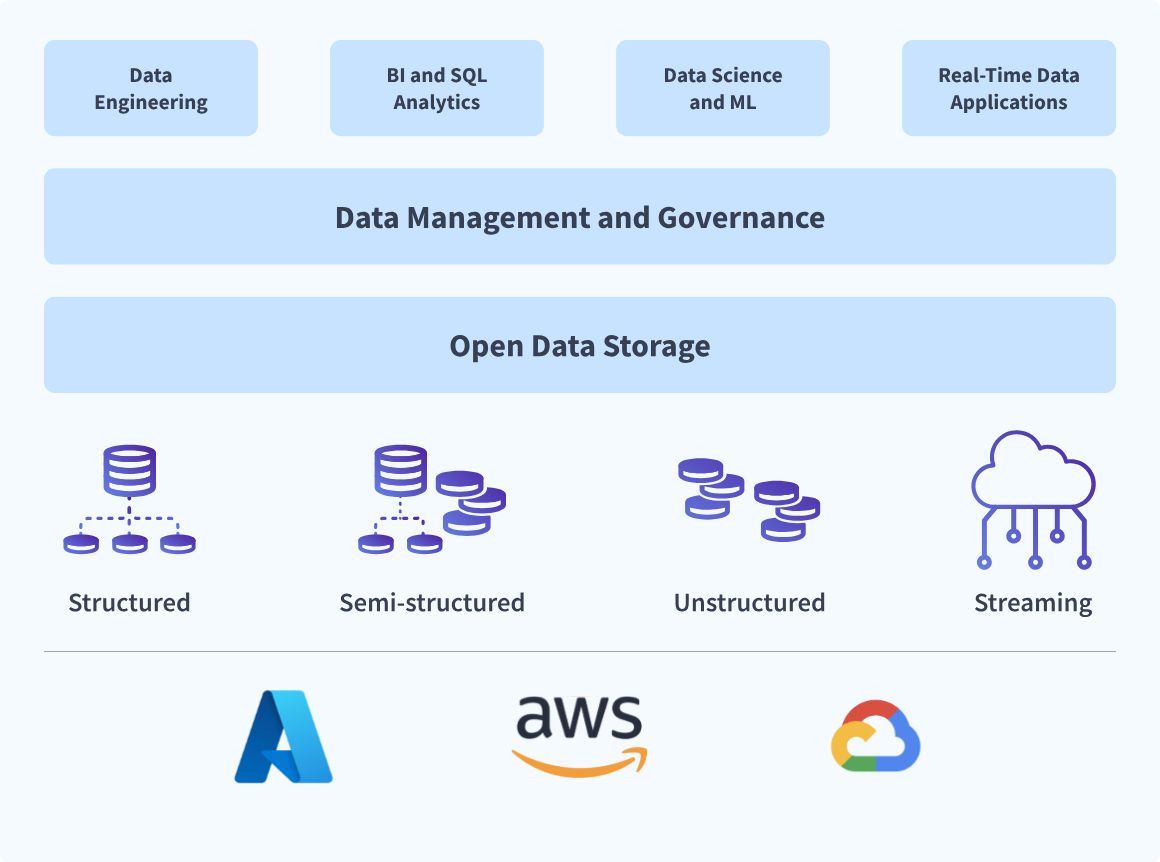 Data
Engineering
BI and SQL
Analytics
Data Science
and ML
Real-Time Data
Applications
Data Management and Governance
Open Data Storage
Structured
Semi-structured
Unstructured
Streaming
aws